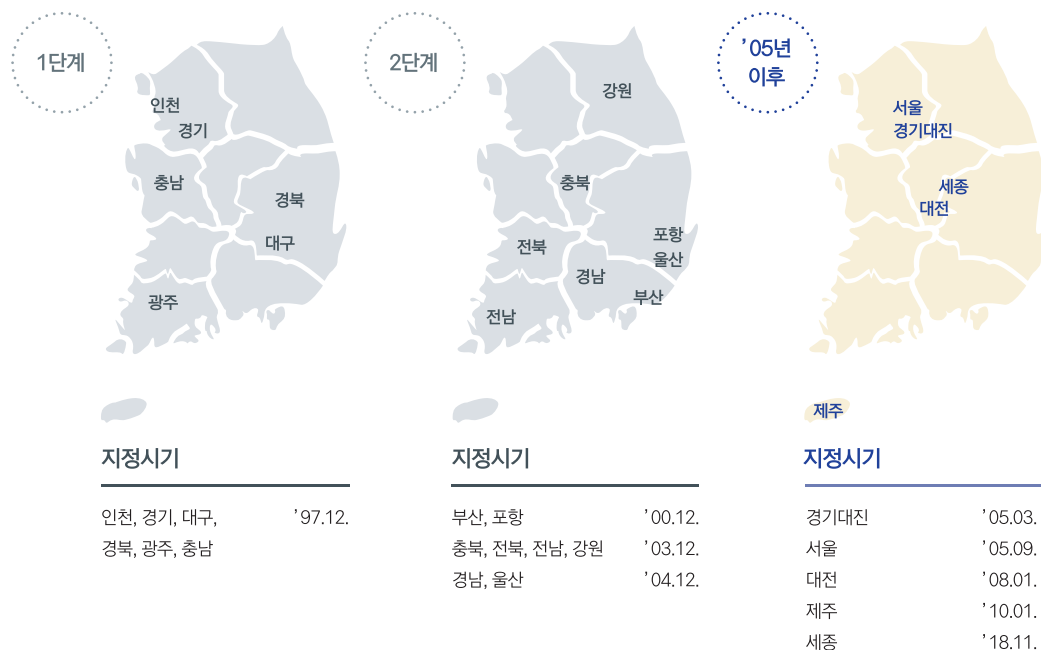 1단계
인천
경기
충남
경북
대구
광주
지정시기
인천, 경기, 대구, ’97.12.
경북, 광주, 충남
2단계
강원
충북
전북
포항
울산
경남
부산
전남
지정시기
부산, 포항 ’00.12.
충북, 전북, 전남, 강원 ’03.12.
경남, 울산 ’04.12.
’05년
이후
서울
경기대진
세종
대전
제주
지정시기
경기대진 ’05.03.
서울 ’05.09.
대전 ’08.01.
제주 ’10.01.
세종 ’18.11.